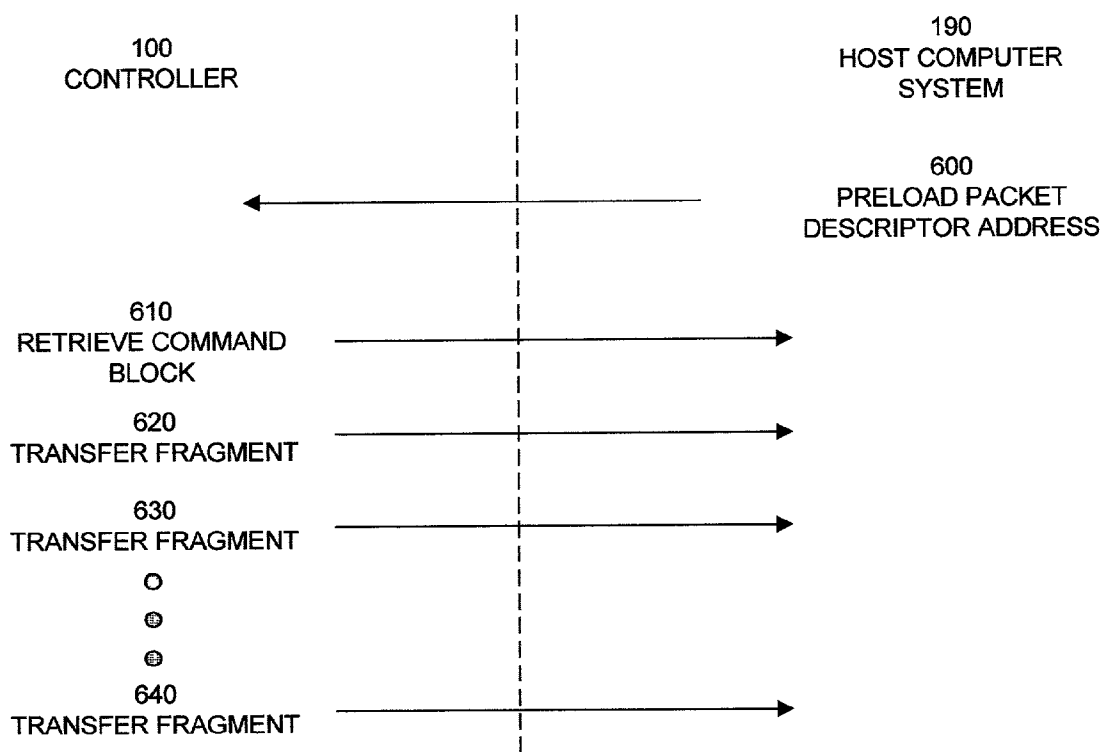 100
CONTROLLER
190
HOST COMPUTER
SYSTEM
600
PRELOAD PACKET
DESCRIPTOR ADDRESS
610
RETRIEVE COMMAND
BLOCK
620
TRANSFER FRAGMENT
630
TRANSFER FRAGMENT
640
TRANSFER FRAGMENT